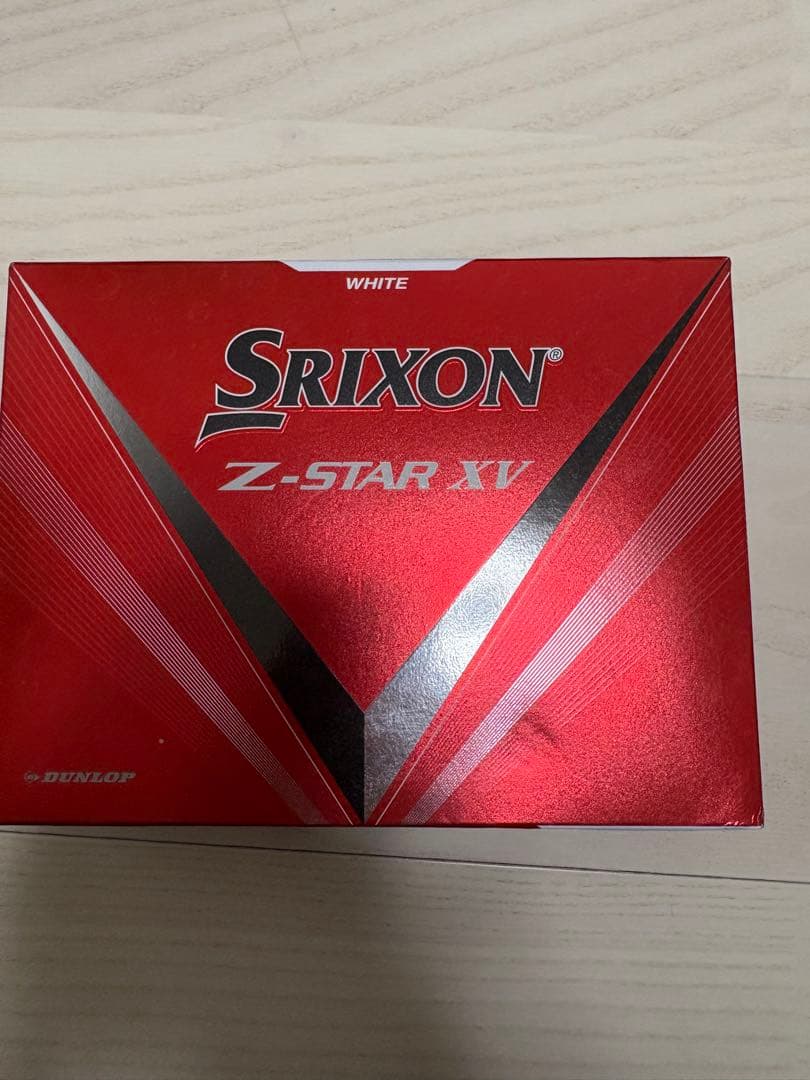 WHITE
SRIXON®
Z-STAR XV
DUNLOP